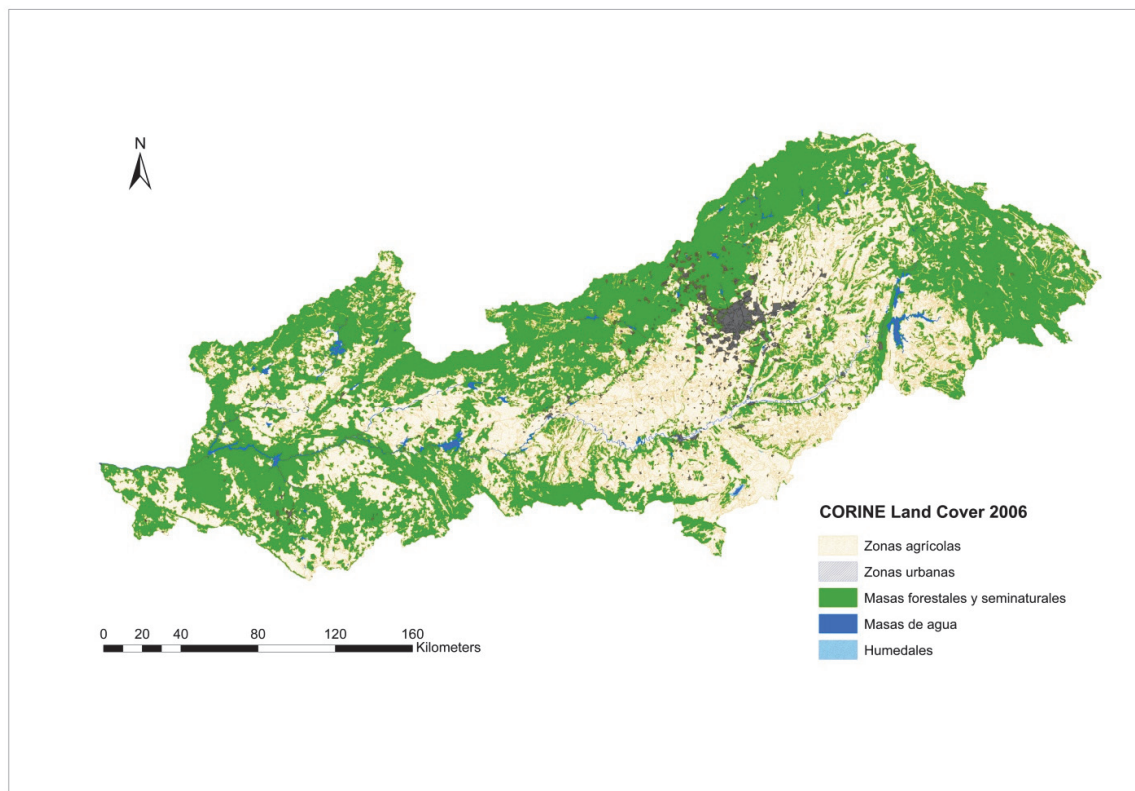 N
CORINE Land Cover 2006
Zonas agrícolas
Zonas urbanas
Masas forestales y seminaturales
Masas de agua
Humedales
0 20 40 80 120 160
Kilometers